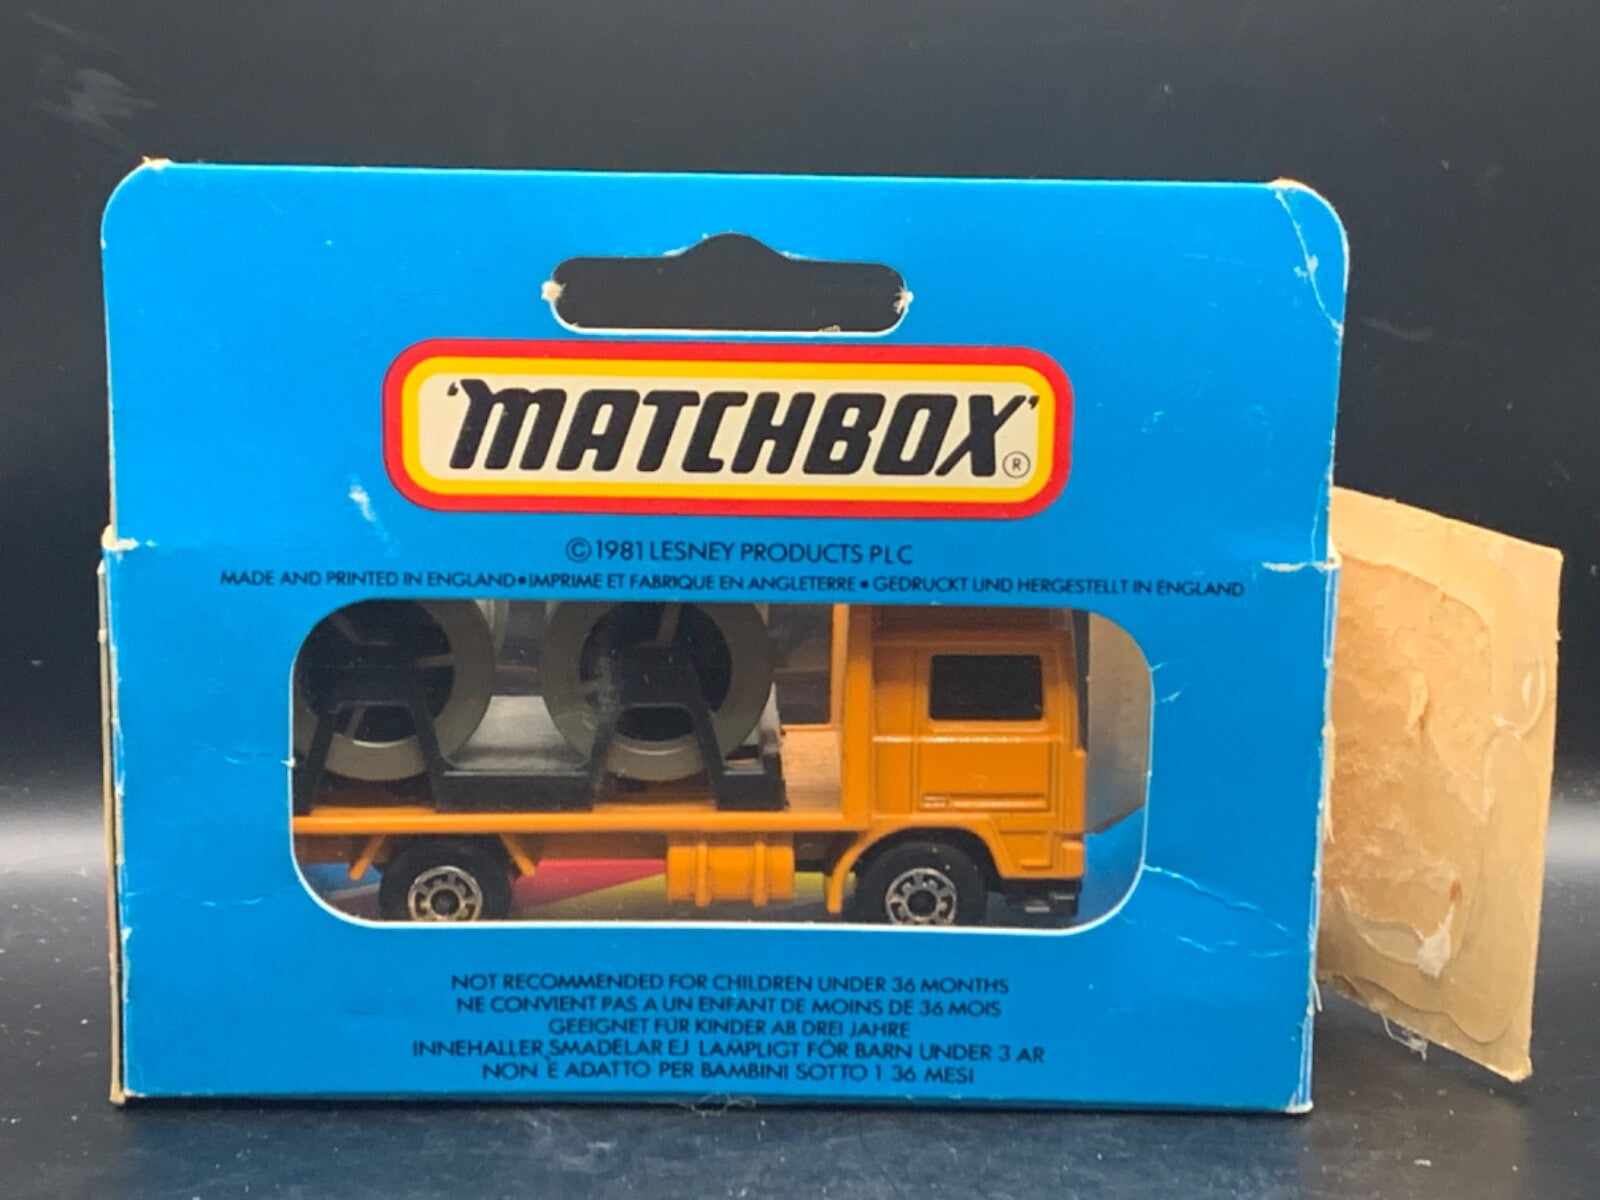 'MATCHBOX' ®
© 1981 LESNEY PRODUCTS PLC
MADE AND PRINTED IN ENGLAND • IMPRIME ET FABRIQUE EN ANGLETERRE • GEDRUCKT UND HERGESTELLT IN ENGLAND
NOT RECOMMENDED FOR CHILDREN UNDER 36 MONTHS
NE CONVIENT PAS A UN ENFANT DE MOINS DE 36 MOIS
GEEIGNET FÜR KINDER AB DREI JAHRE
INNEHALLER SMADELAR EJ LAMPLIGT FÖR BARN UNDER 3 AR
NON È ADATTO PER BAMBINI SOTTO I 36 MESI